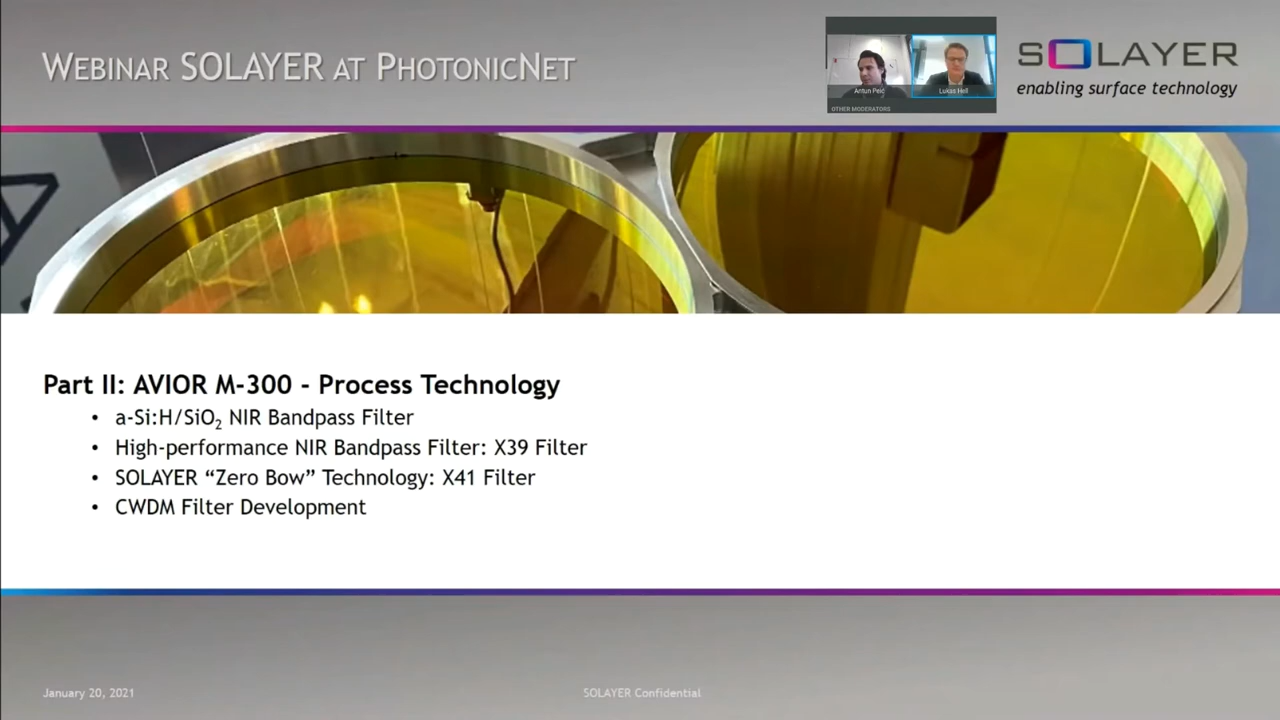 WEBINAR SOLAYER AT PHOTONICNET
Antun Peić
Lukas Hell
OTHER MODERATORS
SOLAYER
enabling surface technology
Part II: AVIOR M-300 - Process Technology
• a-Si:H/SiO₂ NIR Bandpass Filter
• High-performance NIR Bandpass Filter: X39 Filter
• SOLAYER “Zero Bow” Technology: X41 Filter
• CWDM Filter Development
January 20, 2021
SOLAYER Confidential